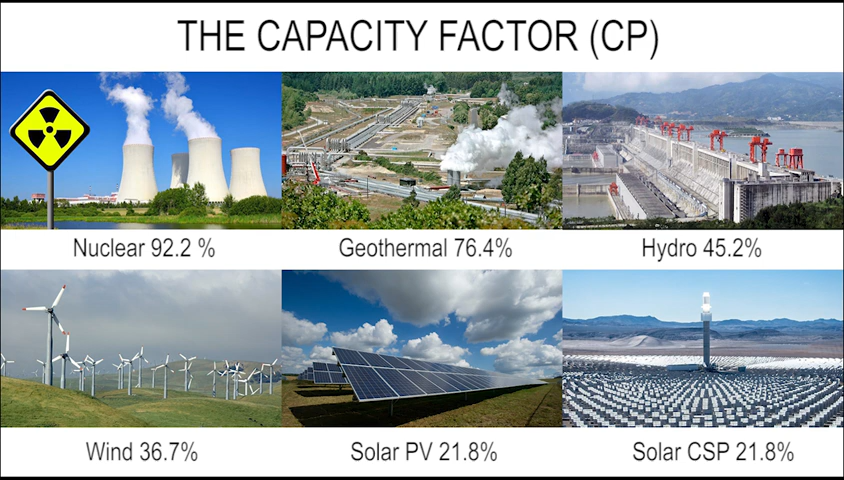 THE CAPACITY FACTOR (CP)
Nuclear 92.2 %
Geothermal 76.4%
Hydro 45.2%
Wind 36.7%
Solar PV 21.8%
Solar CSP 21.8%